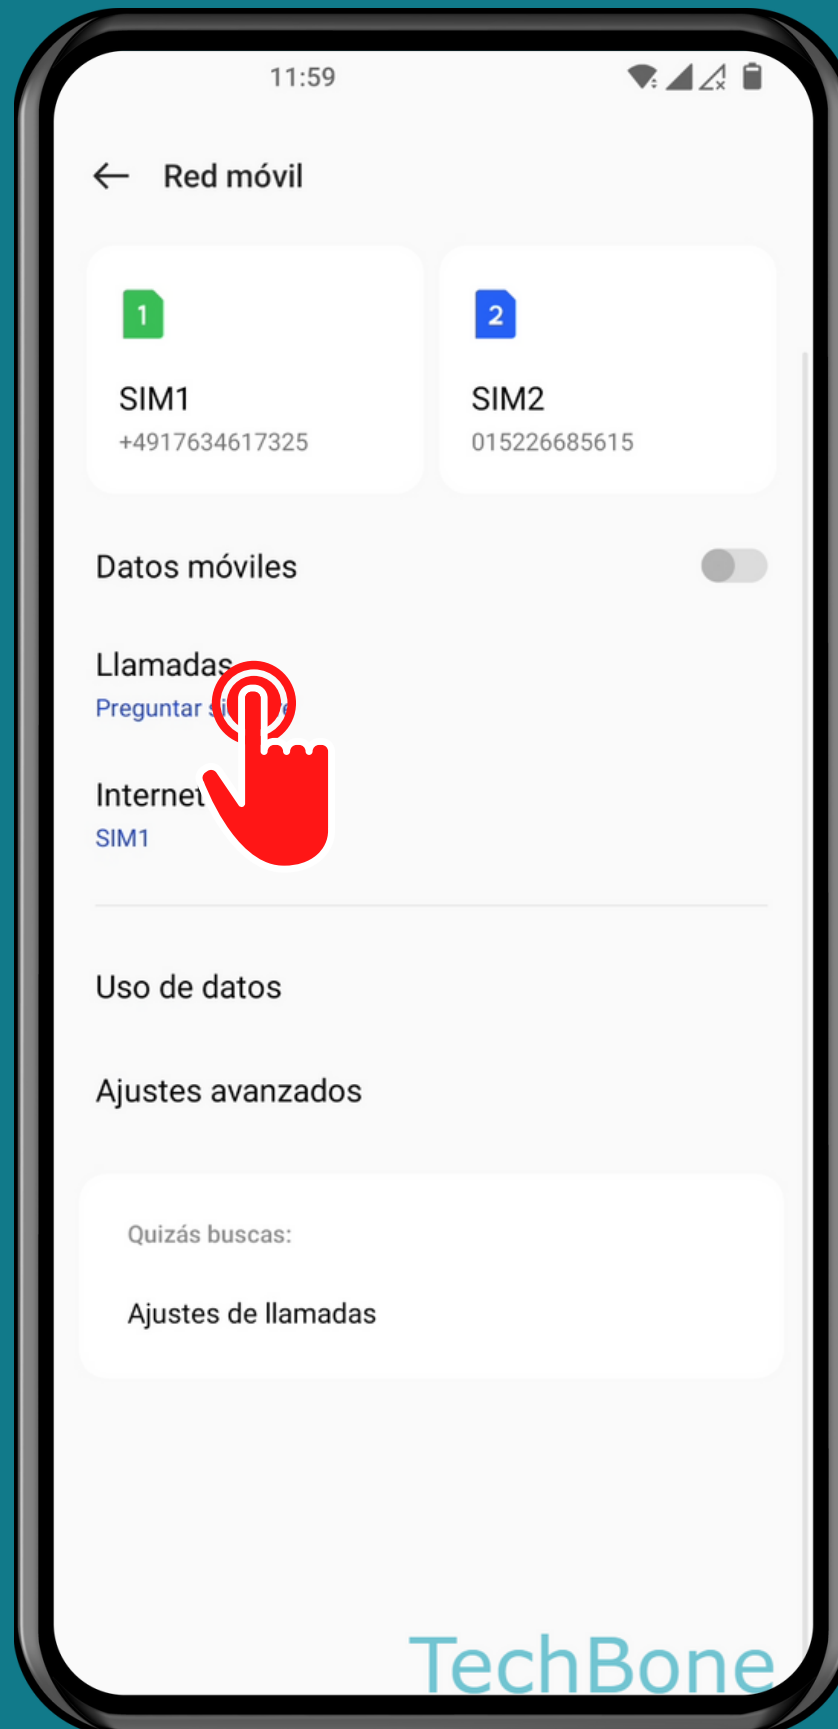 11:59
Red móvil
1
2
SIM1
SIM2
+4917634617325
015226685615
Datos móviles
Llamadas
Preguntar
Internet
SIM1
Uso de datos
Ajustes avanzados
Quizás buscas:
Ajustes de llamadas
TechBone